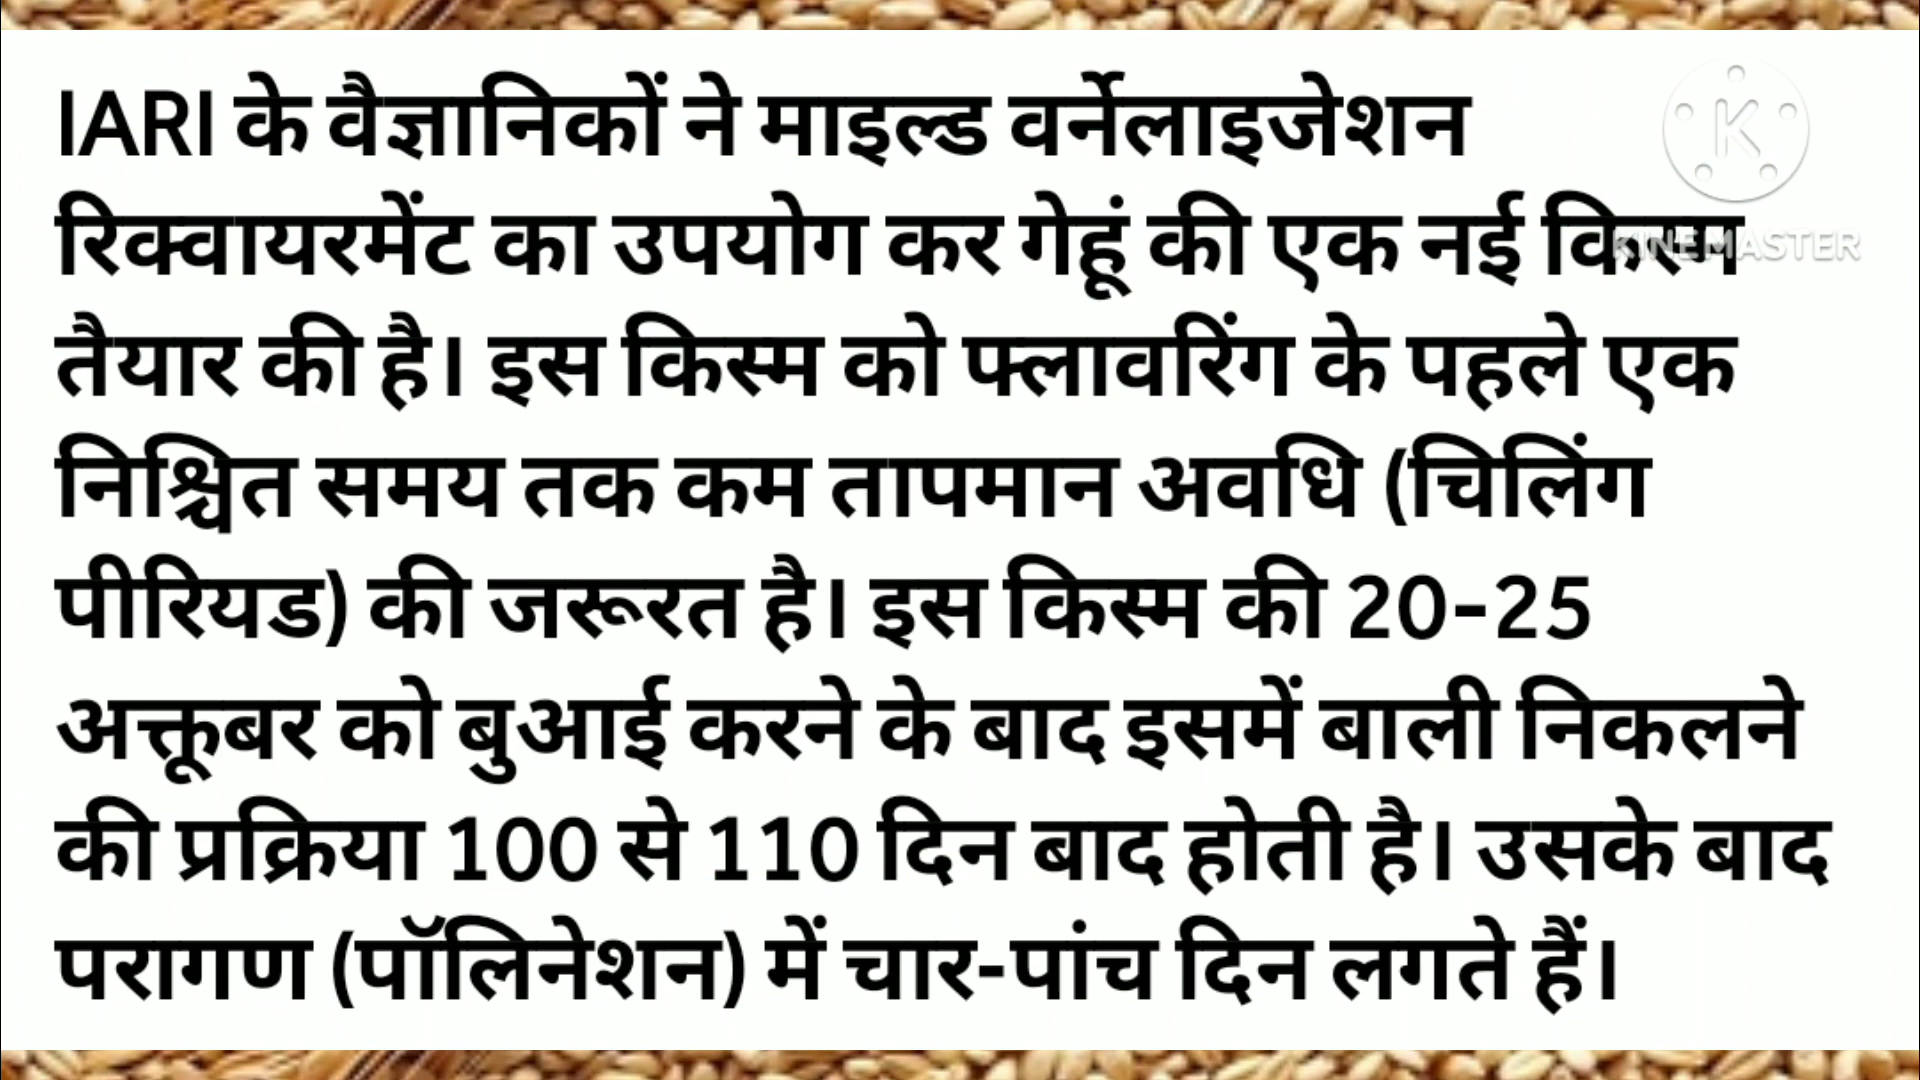 IARI के वैज्ञानिकों ने माइल्ड वर्नेलाइजेशन
रिक्वायरमेंट का उपयोग कर गेहूं की एक नई किस्म
तैयार की है। इस किस्म को फ्लावरिंग के पहले एक
निश्चित समय तक कम तापमान अवधि (चिलिंग
पीरियड) की जरूरत है। इस किस्म की 20-25
अक्तूबर को बुआई करने के बाद इसमें बाली निकलने
की प्रक्रिया 100 से 110 दिन बाद होती है। उसके बाद
परागण (पॉलिनेशन) में चार-पांच दिन लगते हैं।
K
KINEMASTER